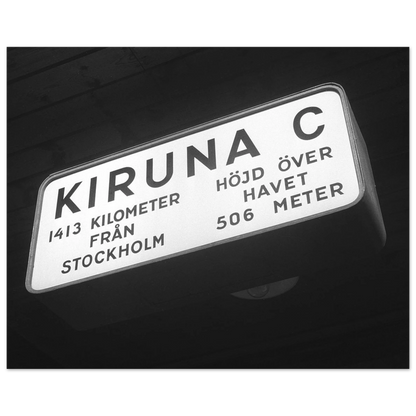 KIRUNA C
1413 KILOMETER
FRÅN
STOCKHOLM
HÖJD ÖVER
HAVET
506 METER